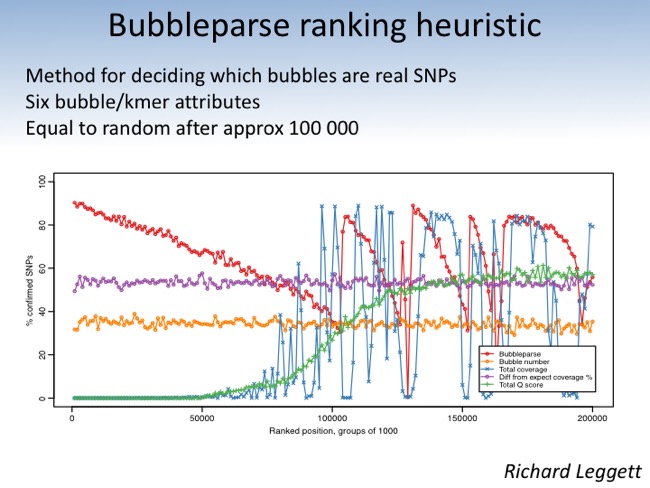 Bubbleparse ranking heuristic
Method for deciding which bubbles are real SNPs
Six bubble/kmer attributes
Equal to random after approx 100 000
% confirmed SNPs
100
80
60
40
20
0
Bubbleparse
Bubble number
Total coverage
Diff from expect coverage %
Total Q score
0
50000
100000
150000
200000
Ranked position, groups of 1000
Richard Leggett